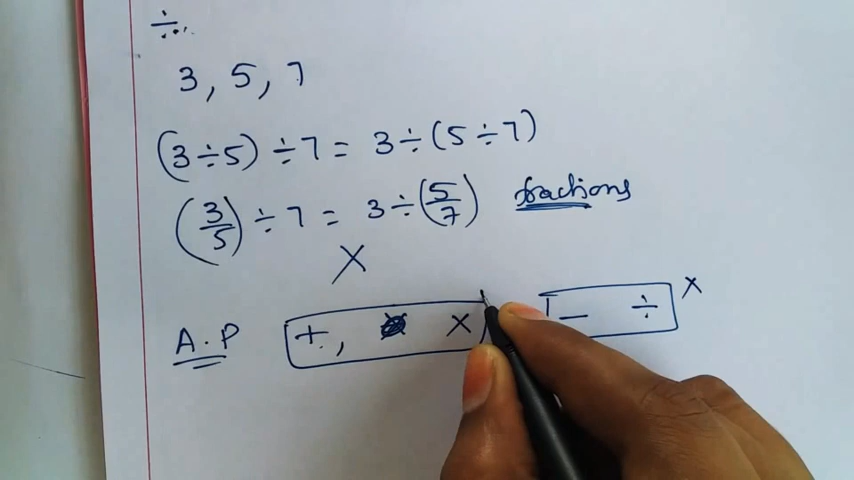 ÷..
3, 5, 7
(3÷5) ÷7 = 3÷(5÷7)
(3/5) ÷7 = 3÷(5/7) fractions
X
A.P +, × − ÷ ×